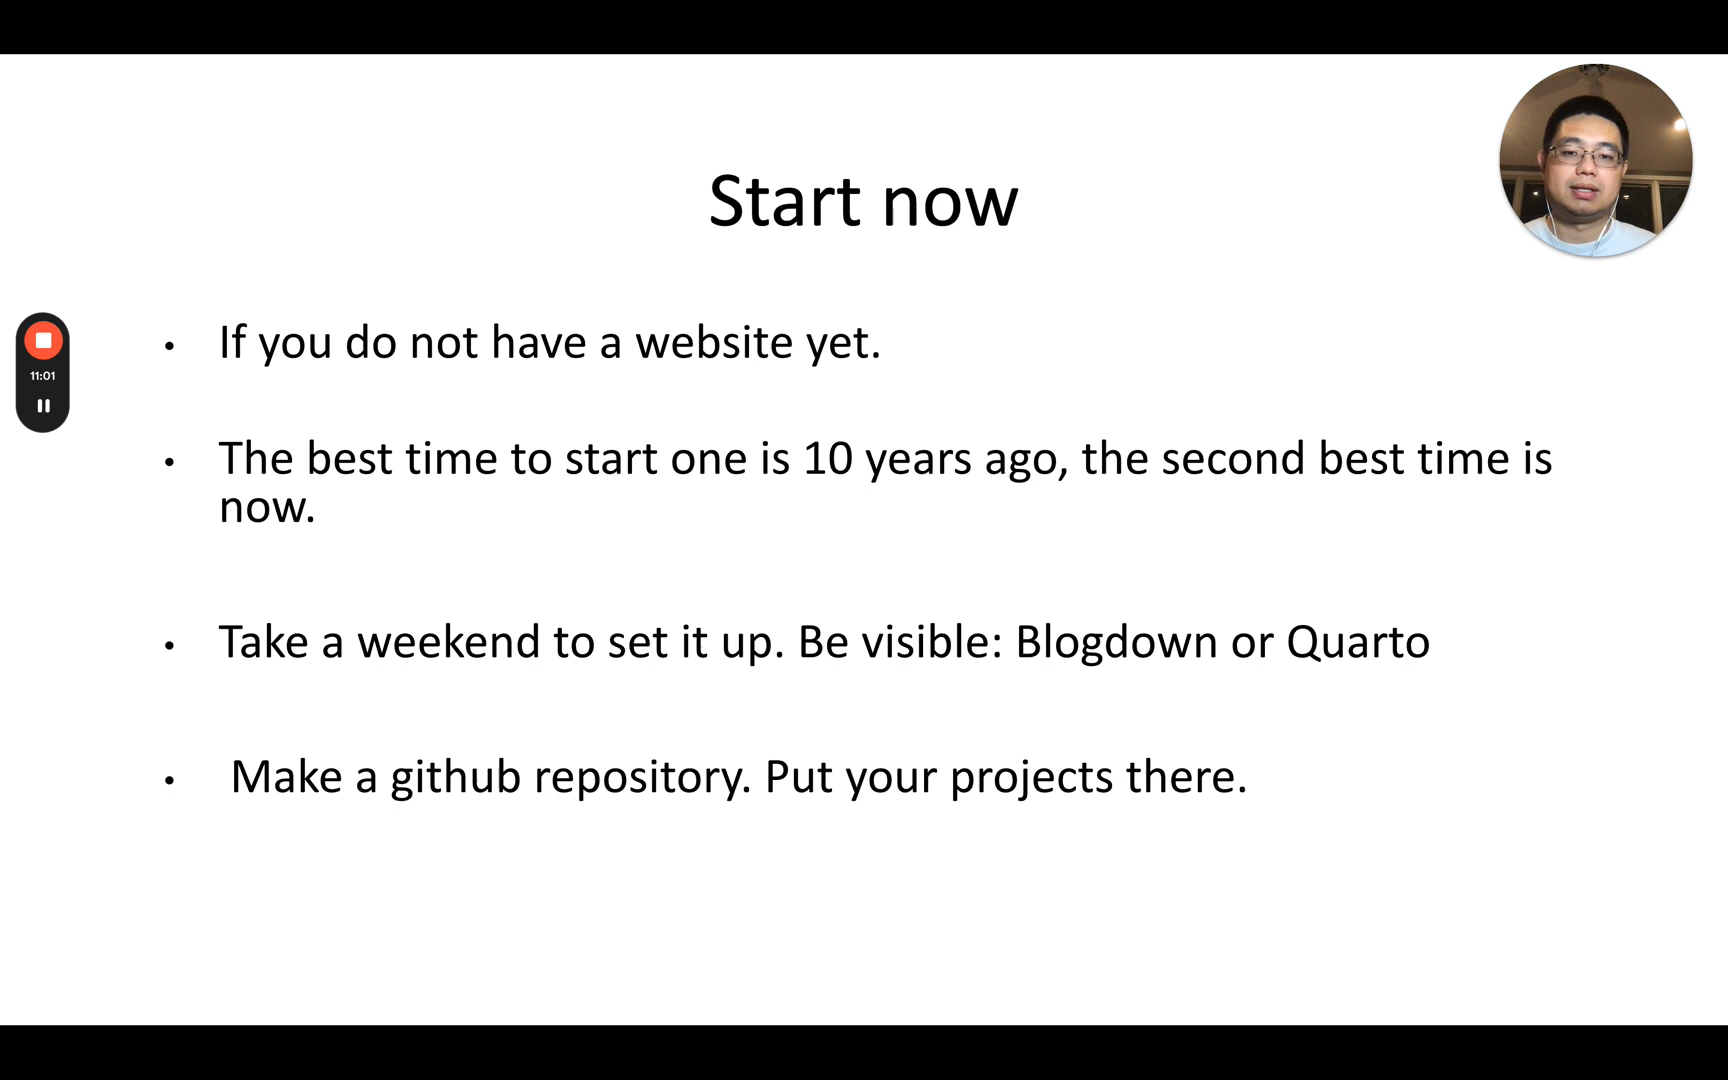 Start now
11:01
• If you do not have a website yet.
• The best time to start one is 10 years ago, the second best time is
now.
• Take a weekend to set it up. Be visible: Blogdown or Quarto
• Make a github repository. Put your projects there.